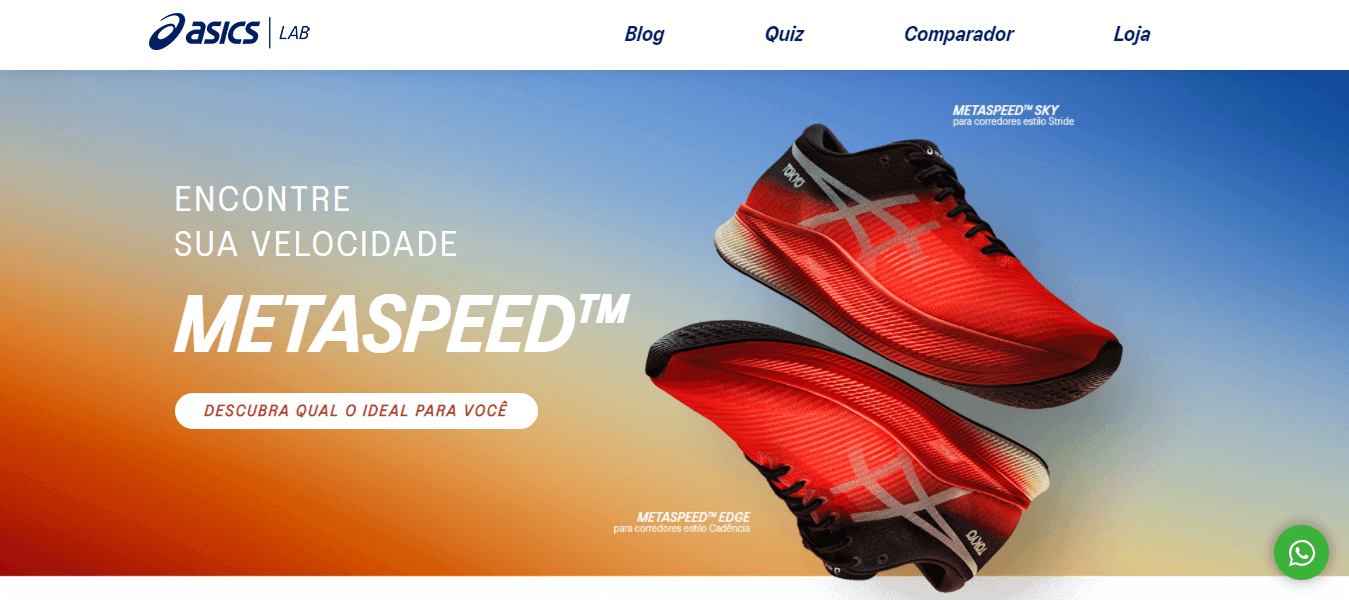 asics | LAB
Blog
Quiz
Comparador
Loja
METASPEED™ SKY
para corredores estilo Stride
TOKYO
ENCONTRE
SUA VELOCIDADE
METASPEED™
DESCUBRA QUAL O IDEAL PARA VOCÊ
METASPEED™ EDGE
para corredores estilo Cadência
TOKYO